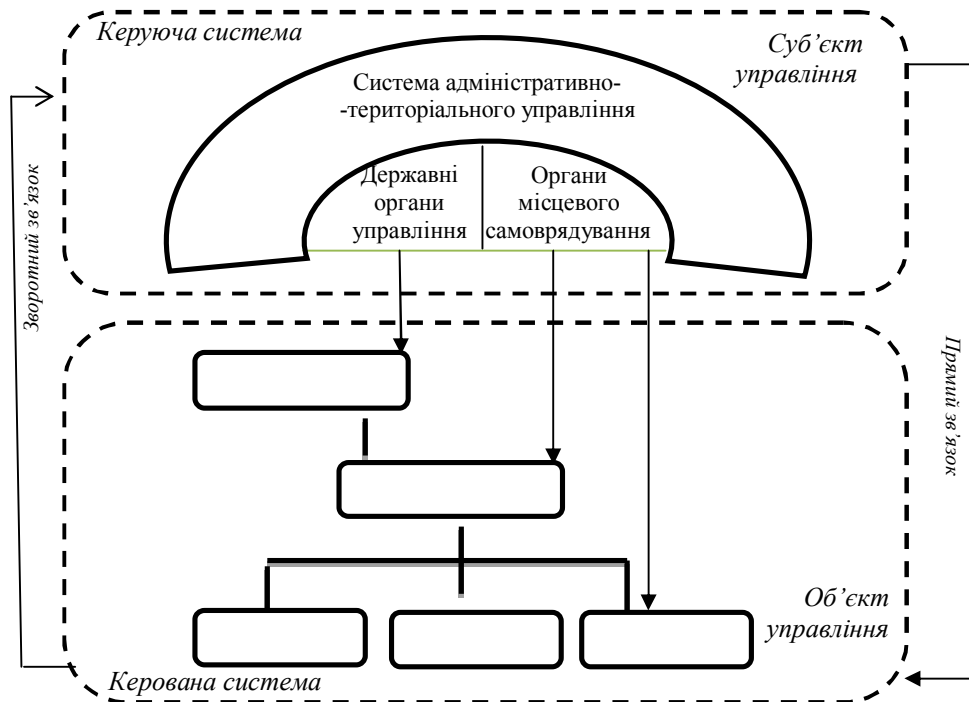 Керуюча система
Суб’єкт
управління
Система адміністративно-
-територіального управління
Державні
органи
управління
Органи
місцевого
самоврядування
Зворотний зв’язок
Прямий зв’язок
Об’єкт
управління
Керована система